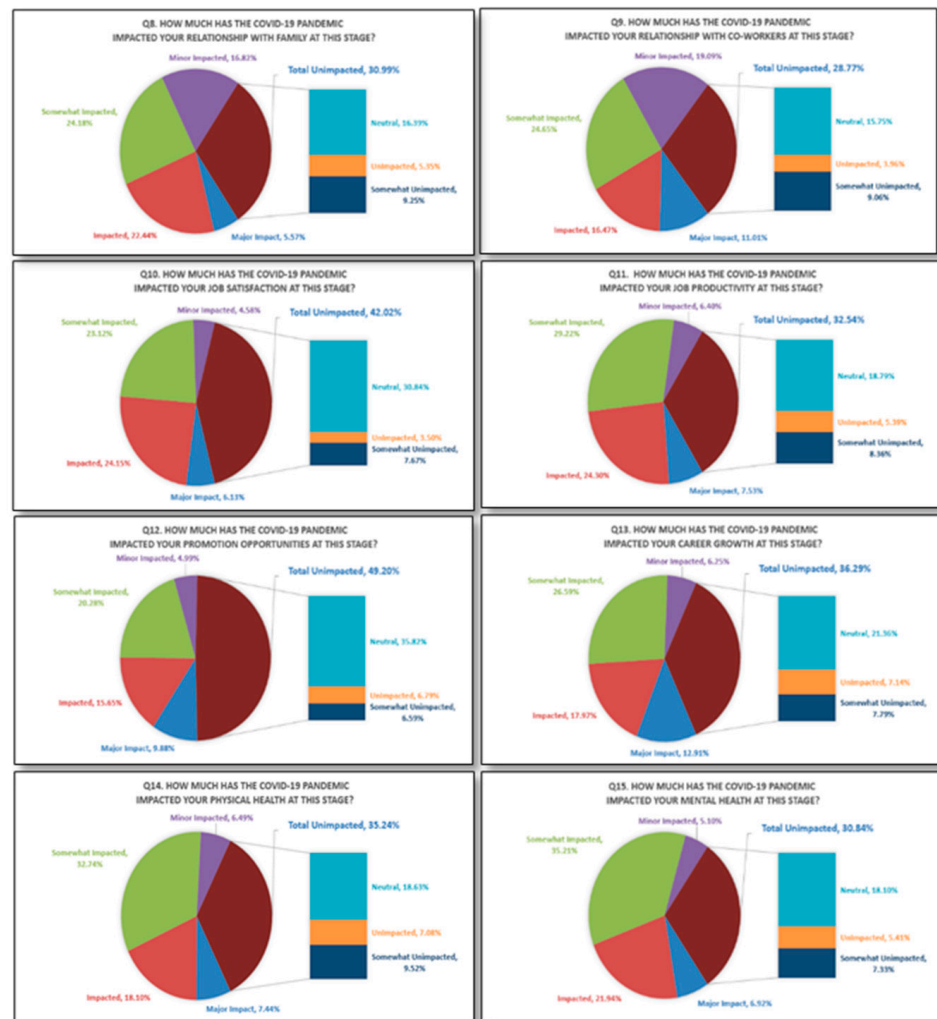 Q8. HOW MUCH HAS THE COVID-19 PANDEMIC
IMPACTED YOUR RELATIONSHIP WITH FAMILY AT THIS STAGE?
Minor Impacted, 16.82%
Total Unimpacted, 30.99%
Somewhat Impacted,
24.18%
Neutral, 16.39%
Unimpacted, 5.35%
Somewhat Unimpacted,
9.25%
Impacted, 22.44%
Major Impact, 5.57%
Q9. HOW MUCH HAS THE COVID-19 PANDEMIC
IMPACTED YOUR RELATIONSHIP WITH CO-WORKERS AT THIS STAGE?
Minor Impacted, 19.09%
Total Unimpacted, 28.77%
Somewhat Impacted,
24.65%
Neutral, 15.75%
Unimpacted, 3.96%
Somewhat Unimpacted,
9.06%
Impacted, 16.47%
Major Impact, 11.01%
Q10. HOW MUCH HAS THE COVID-19 PANDEMIC
IMPACTED YOUR JOB SATISFACTION AT THIS STAGE?
Minor Impacted, 4.58%
Total Unimpacted, 42.02%
Somewhat Impacted,
23.12%
Neutral, 30.84%
Unimpacted, 3.50%
Somewhat Unimpacted,
7.67%
Impacted, 24.15%
Major Impact, 6.13%
Q11. HOW MUCH HAS THE COVID-19 PANDEMIC
IMPACTED YOUR JOB PRODUCTIVITY AT THIS STAGE?
Minor Impacted, 6.40%
Total Unimpacted, 32.54%
Somewhat Impacted,
29.22%
Neutral, 18.79%
Unimpacted, 5.39%
Somewhat Unimpacted,
8.36%
Impacted, 24.30%
Major Impact, 7.53%
Q12. HOW MUCH HAS THE COVID-19 PANDEMIC
IMPACTED YOUR PROMOTION OPPORTUNITIES AT THIS STAGE?
Minor Impacted, 4.99%
Total Unimpacted, 49.20%
Somewhat Impacted,
20.28%
Neutral, 35.82%
Unimpacted, 6.79%
Somewhat Unimpacted,
6.59%
Impacted, 15.65%
Major Impact, 9.88%
Q13. HOW MUCH HAS THE COVID-19 PANDEMIC
IMPACTED YOUR CAREER GROWTH AT THIS STAGE?
Minor Impacted, 6.25%
Total Unimpacted, 36.29%
Somewhat Impacted,
26.59%
Neutral, 21.36%
Unimpacted, 7.14%
Somewhat Unimpacted,
7.79%
Impacted, 17.97%
Major Impact, 12.91%
Q14. HOW MUCH HAS THE COVID-19 PANDEMIC
IMPACTED YOUR PHYSICAL HEALTH AT THIS STAGE?
Minor Impacted, 6.49%
Total Unimpacted, 35.24%
Somewhat Impacted,
32.74%
Neutral, 18.63%
Unimpacted, 7.08%
Somewhat Unimpacted,
9.52%
Impacted, 18.10%
Major Impact, 7.44%
Q15. HOW MUCH HAS THE COVID-19 PANDEMIC
IMPACTED YOUR MENTAL HEALTH AT THIS STAGE?
Minor Impacted, 5.10%
Total Unimpacted, 30.84%
Somewhat Impacted,
35.21%
Neutral, 18.10%
Unimpacted, 5.41%
Somewhat Unimpacted,
7.33%
Impacted, 21.94%
Major Impact, 6.92%